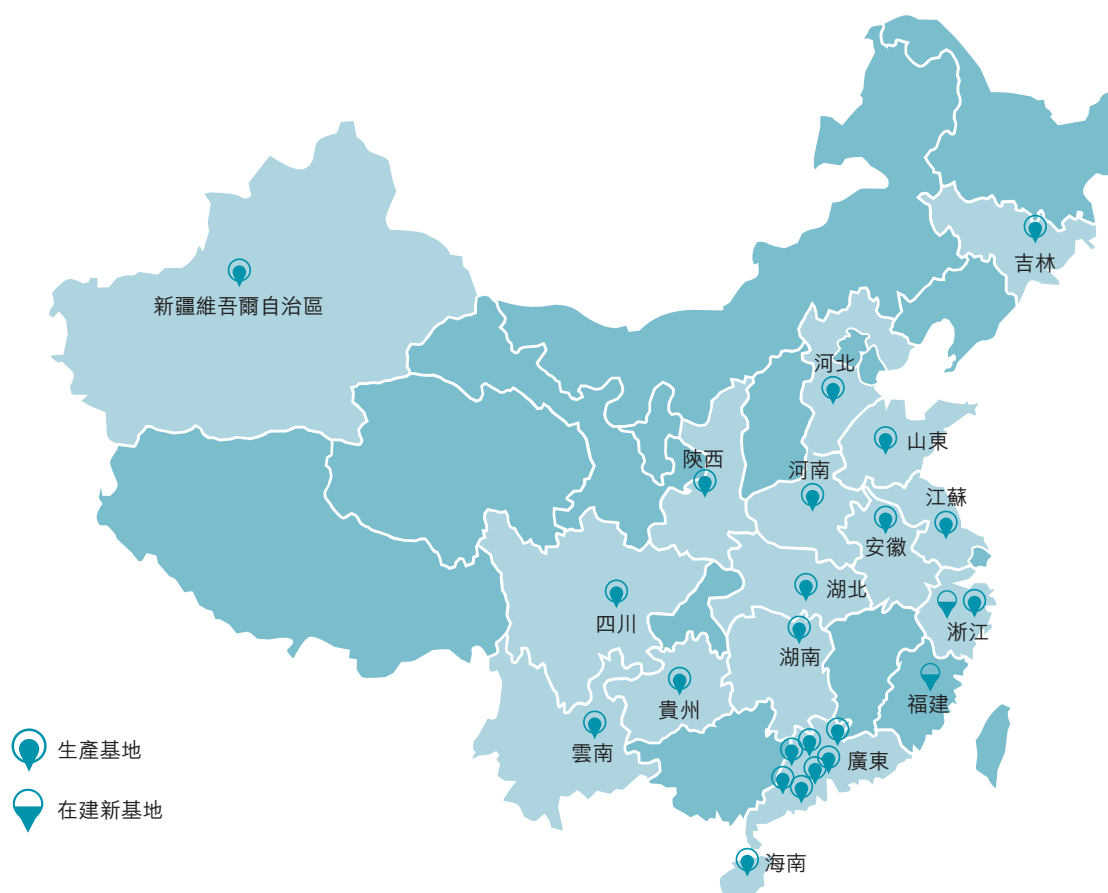 吉林
新疆維吾爾自治區
河北
山東
陝西
河南
江蘇
安徽
湖北
四川
淅江
湖南
貴州
福建
雲南
廣東
生產基地
在建新基地
海南